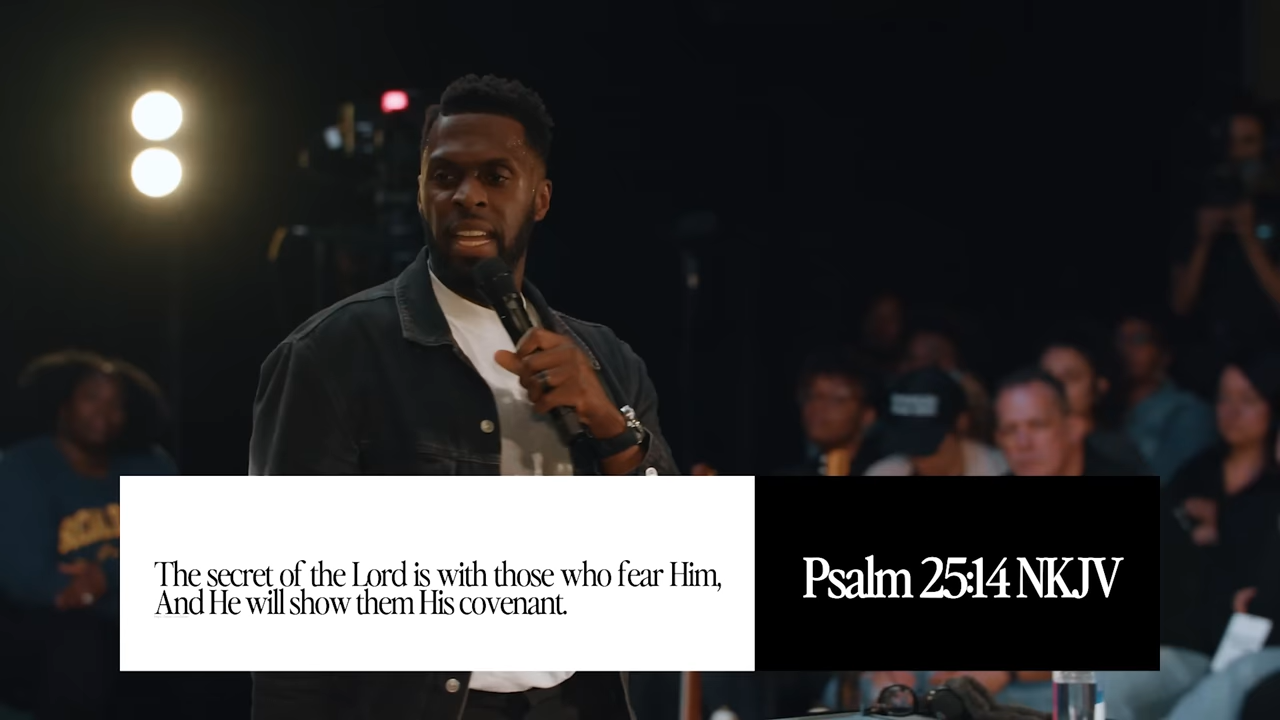 The secret of the Lord is with those who fear Him,
And He will show them His covenant.
Psalm 25:14 NKJV